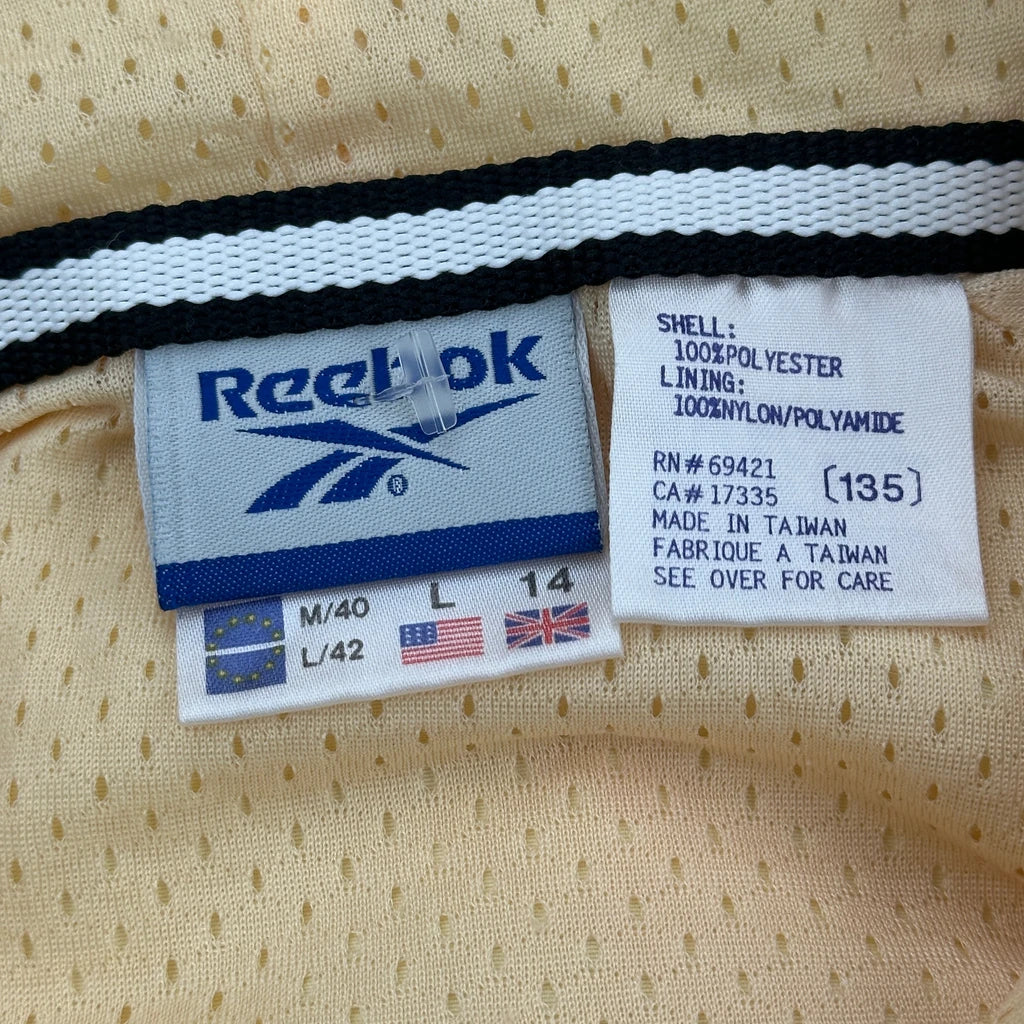 Reebok
®
M/40
L/42
L
14
SHELL:
100%POLYESTER
LINING:
100%NYLON/POLYAMIDE
RN#69421
CA#17335
[135]
MADE IN TAIWAN
FABRIQUE A TAIWAN
SEE OVER FOR CARE